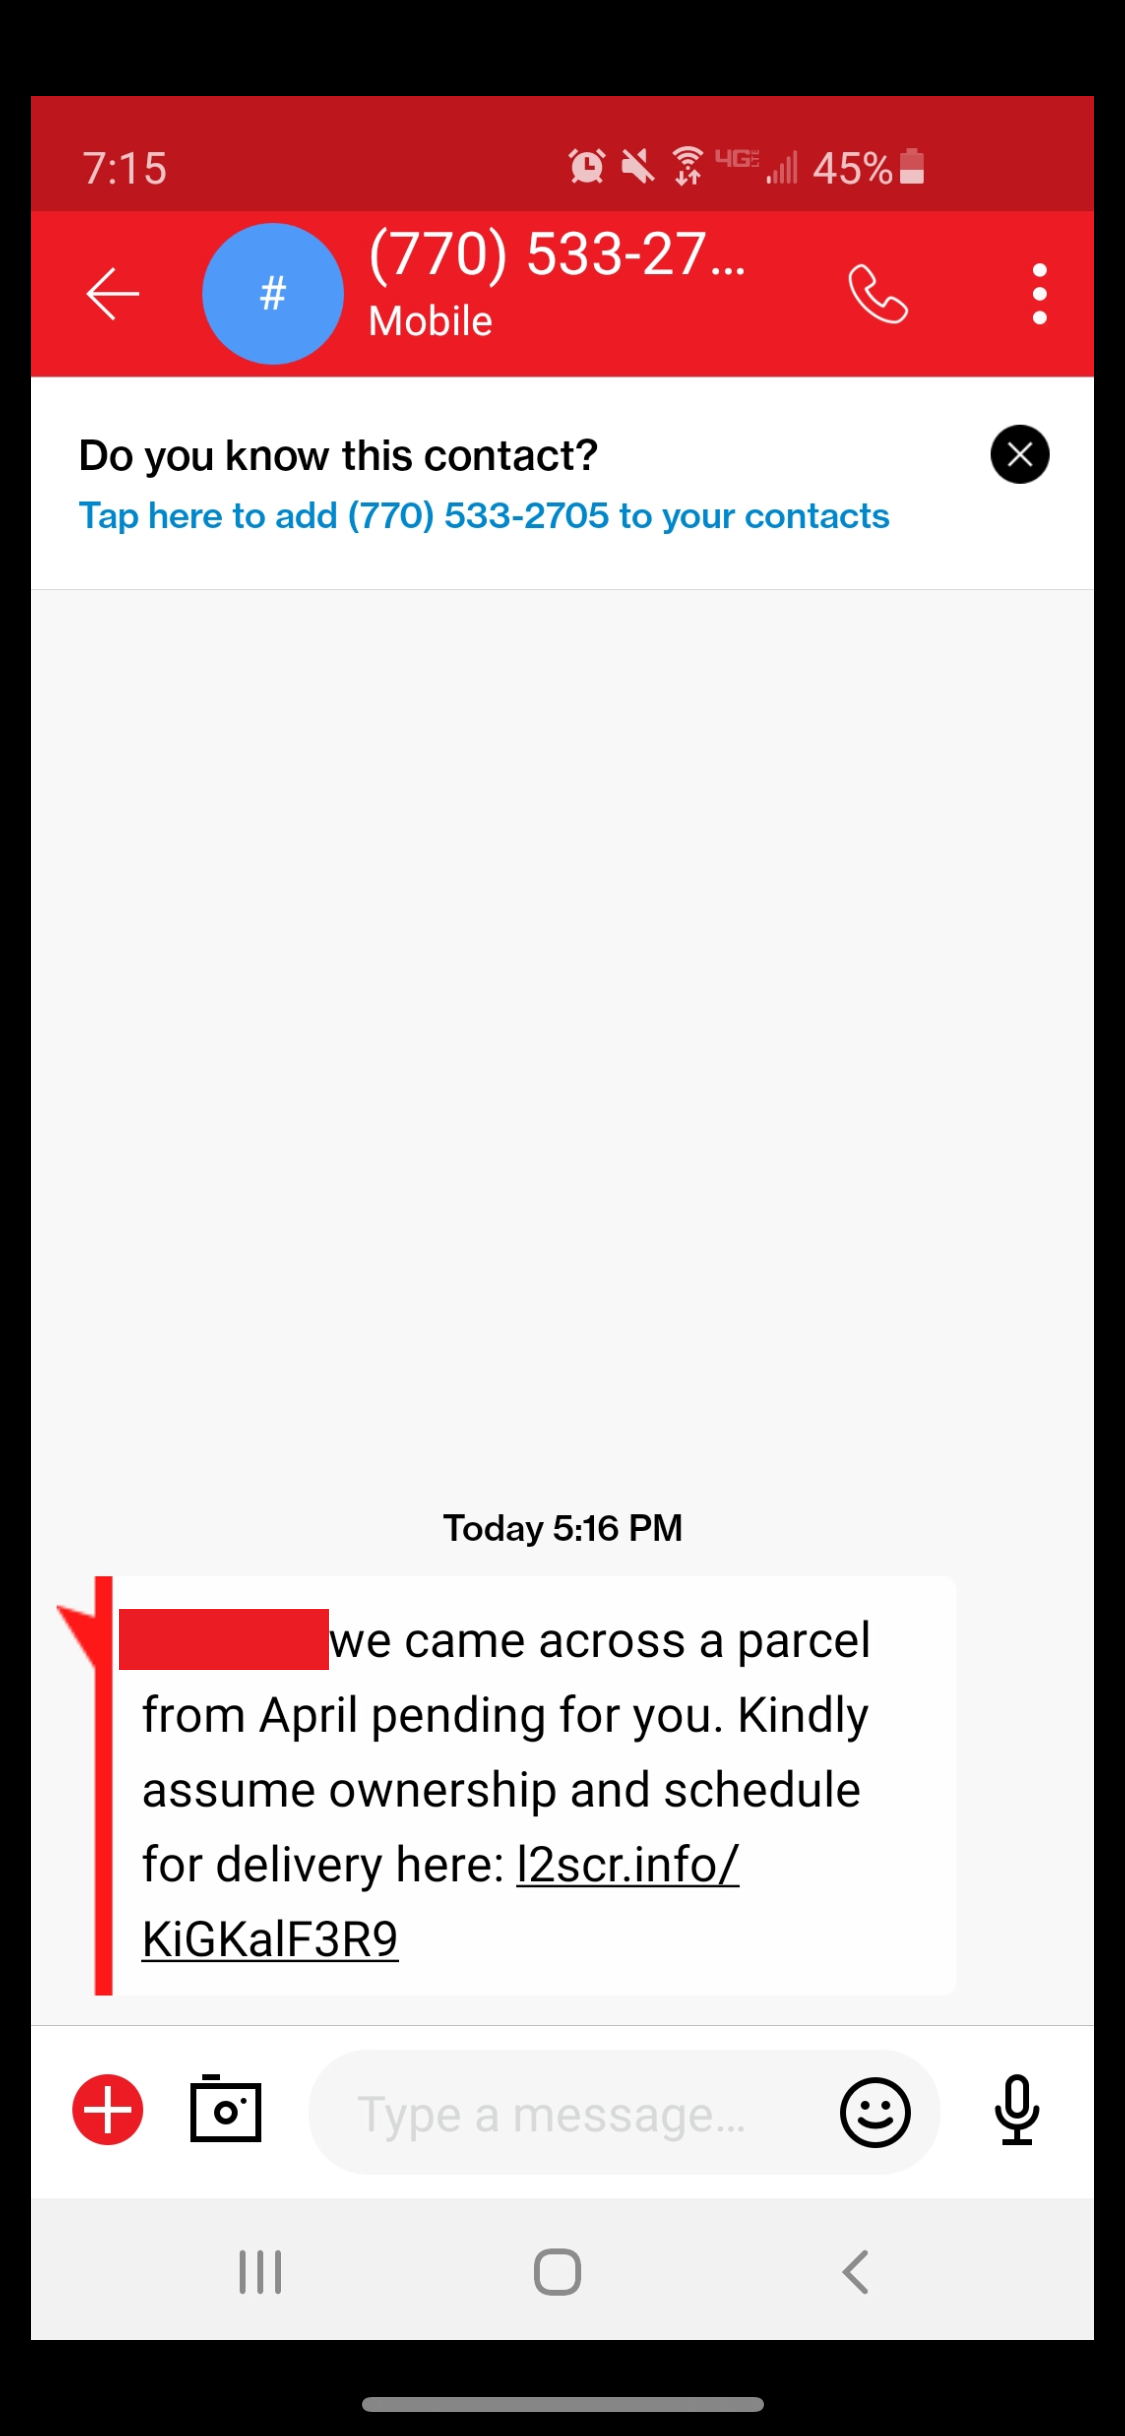 7:15 4G LTE 45%
#
(770) 533-27...
Mobile
Do you know this contact?
Tap here to add (770) 533-2705 to your contacts
Today 5:16 PM
we came across a parcel
from April pending for you. Kindly
assume ownership and schedule
for delivery here: l2scr.info/
KiGKalF3R9
Type a message...